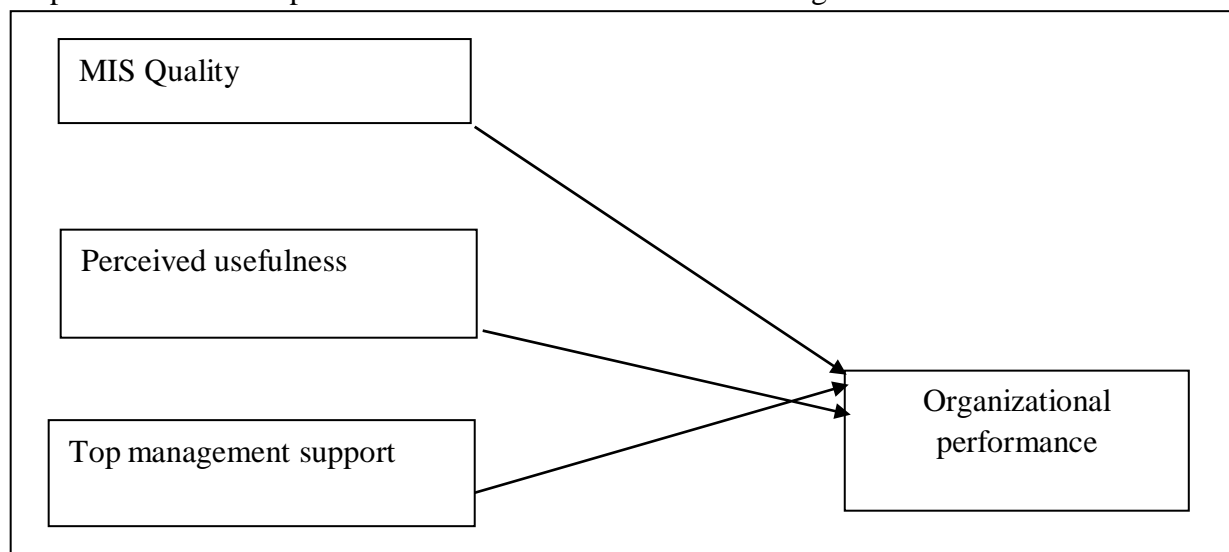 MIS Quality
Perceived usefulness
Top management support
Organizational
performance